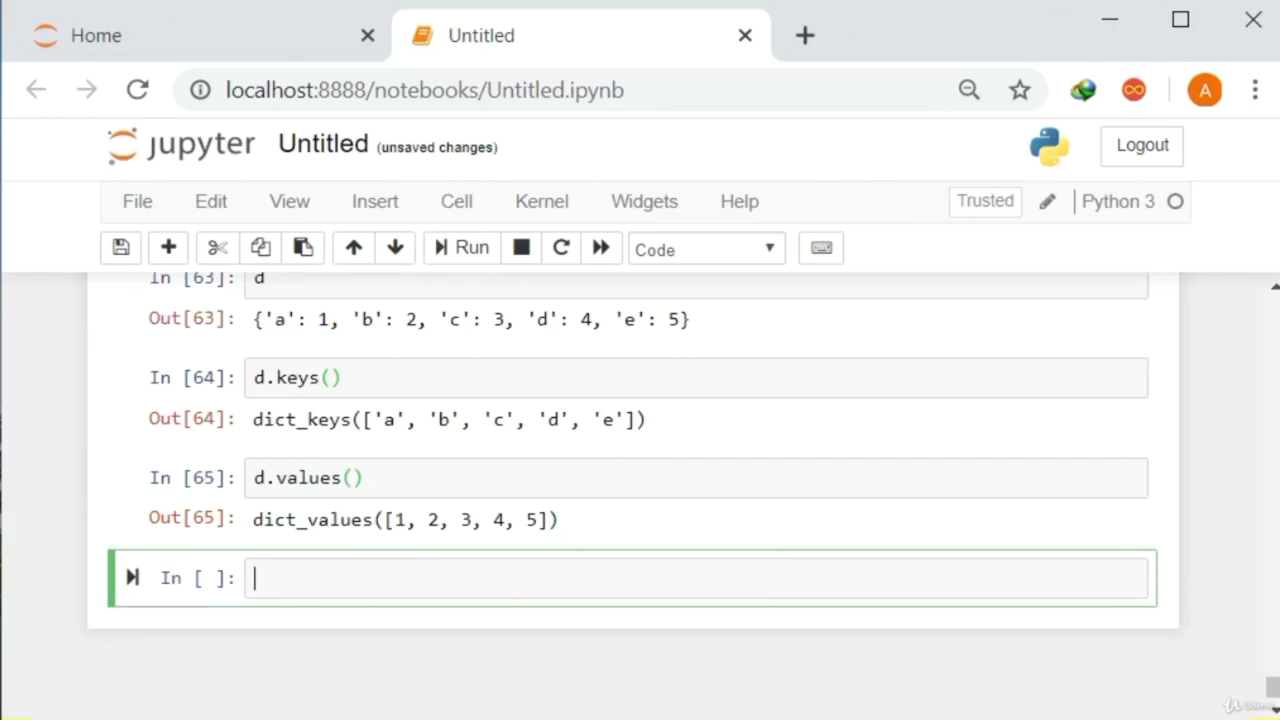 Home
Untitled
localhost:8888/notebooks/Untitled.ipynb
A
jupyter Untitled (unsaved changes)
Logout
File Edit View Insert Cell Kernel Widgets Help
Trusted
Python 3
Run
Code
In [63]: d
Out[63]: {'a': 1, 'b': 2, 'c': 3, 'd': 4, 'e': 5}
In [64]: d.keys()
Out[64]: dict_keys(['a', 'b', 'c', 'd', 'e'])
In [65]: d.values()
Out[65]: dict_values([1, 2, 3, 4, 5])
In [ ]:
Udemy